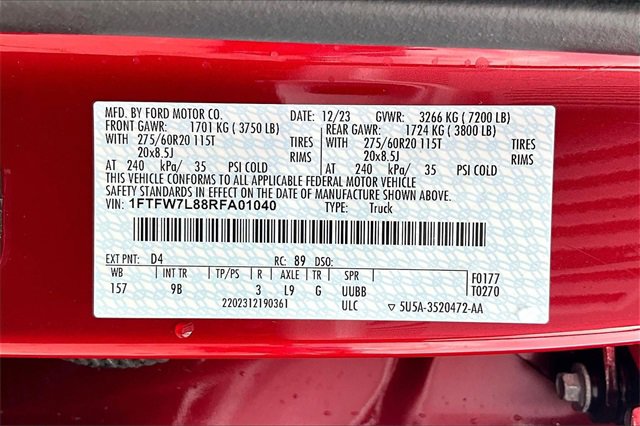 MFD. BY FORD MOTOR CO. 12/23 GVWR: 3266 KG ( 7200 LB)
FRONT GAWR: 1701 KG ( 3750 LB) REAR GAWR: 1724 KG ( 3800 LB)
WITH 275/60R20 115T TIRES WITH 275/60R20 115T TIRES
20x8.5J RIMS 20x8.5J RIMS
AT 240 kPa/ 35 PSI COLD AT 240 kPa/ 35 PSI COLD
THIS VEHICLE CONFORMS TO ALL APPLICABLE FEDERAL MOTOR VEHICLE
SAFETY STANDARDS IN EFFECT ON THE DATE OF MANUFACTURE SHOWN ABOVE.
VIN: 1FTFW7L88RFA01040 TYPE: Truck
EXT PNT: D4 RC: 89 DSO:
WB INT TR TP/PS R AXLE TR SPR F0177
157 9B 3 L9 G UUBB T0270
2202312190361 ULC ▽ 5U5A-3520472-AA